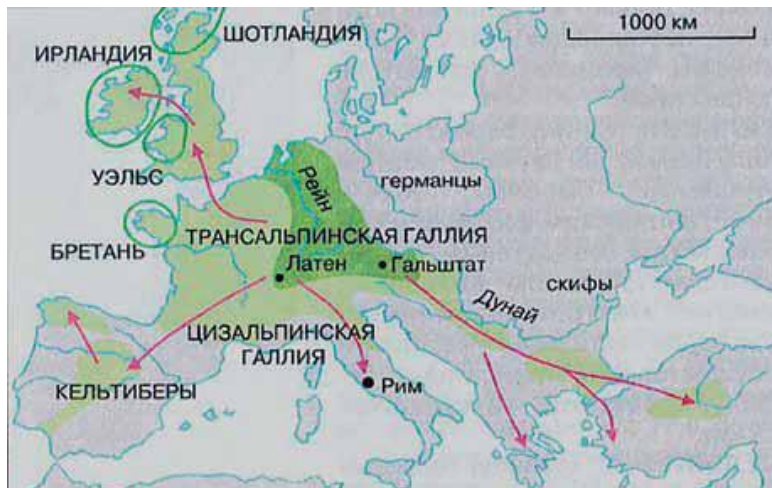 1000 км
ШОТЛАНДИЯ
ИРЛАНДИЯ
УЭЛЬС
Рейн
германцы
БРЕТАНЬ
ТРАНСАЛЬПИНСКАЯ ГАЛЛИЯ
Латен
Гальштат
скифы
Дунай
ЦИЗАЛЬПИНСКАЯ
ГАЛЛИЯ
КЕЛЬТИБЕРЫ
Рим